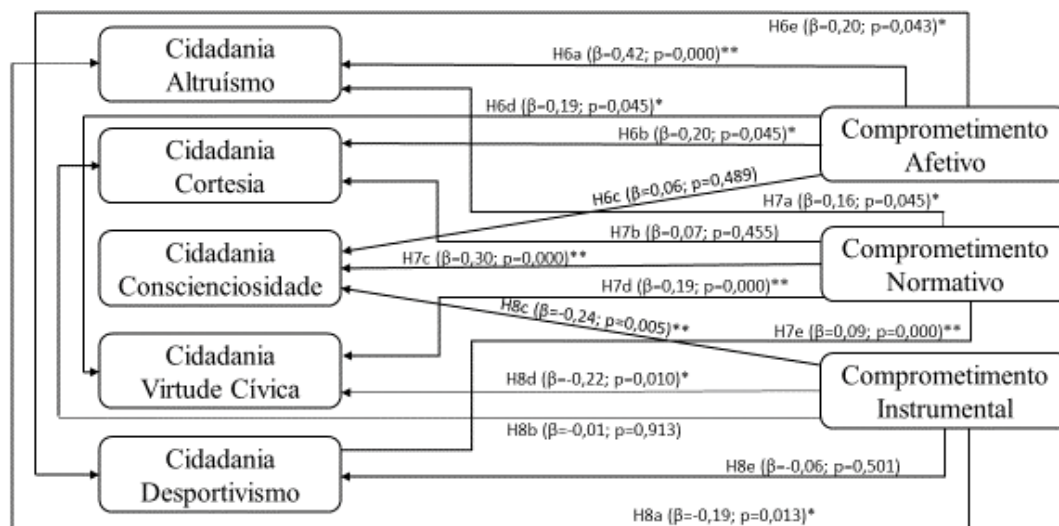 H6e (β=0,20; p=0,043)*
Cidadania
Altruísmo
H6a (β=0,42; p=0,000)**
H6d (β=0,19; p=0,045)*
Comprometimento
Afetivo
Cidadania
Cortesia
H6b (β=0,20; p=0,045)*
H6c (β=0,06; p=0,489)
H7a (β=0,16; p=0,045)*
H7b (β=0,07; p=0,455)
Cidadania
Conscienciosidade
H7c (β=0,30; p=0,000)**
Comprometimento
Normativo
H7d (β=0,19; p=0,000)**
H8c (β=-0,24; p=0,005)**
H7e (β=0,09; p=0,000)**
Cidadania
Virtude Cívica
H8d (β=-0,22; p=0,010)*
Comprometimento
Instrumental
H8b (β=-0,01; p=0,913)
Cidadania
Desportivismo
H8e (β=-0,06; p=0,501)
H8a (β=-0,19; p=0,013)*